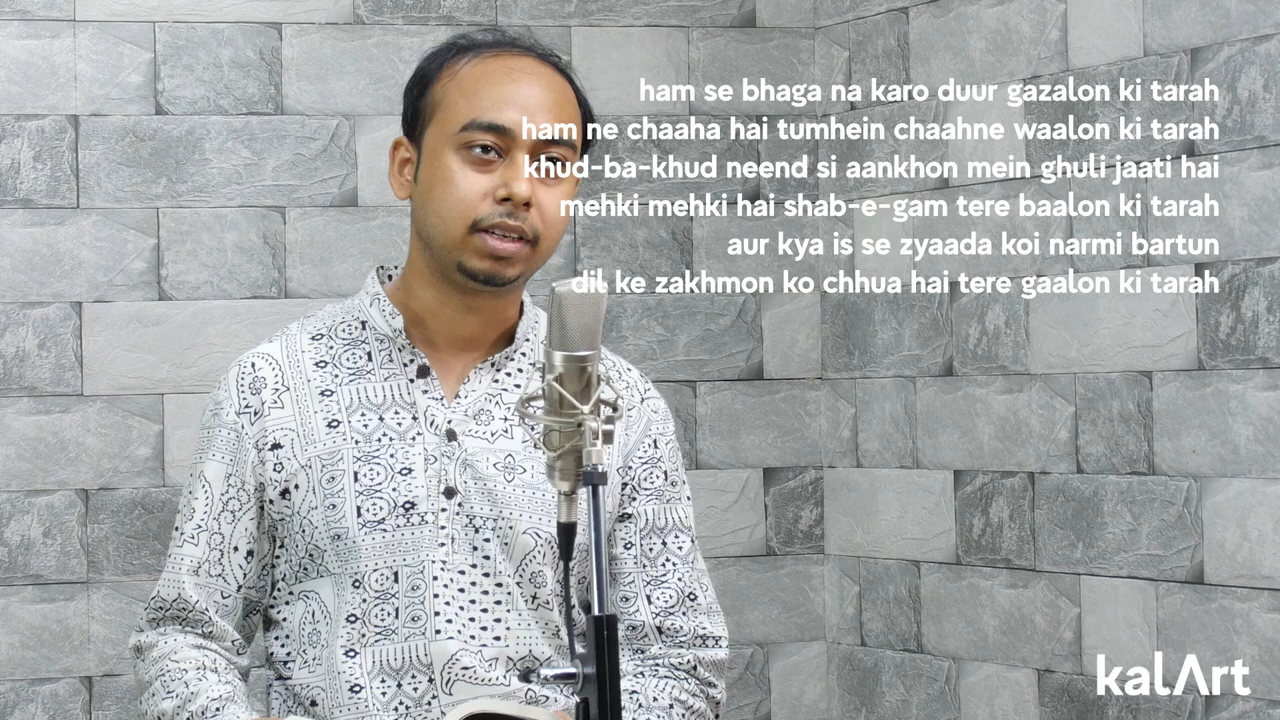 ham se bhaga na karo duur gazalon ki tarah
ham ne chaaha hai tumhein chaahne waalon ki tarah
khud-ba-khud neend si aankhon mein ghuli jaati hai
mehki mehki hai shab-e-gam tere baalon ki tarah
aur kya is se zyaada koi narmi bartun
dil ke zakhmon ko chhua hai tere gaalon ki tarah
kalArt